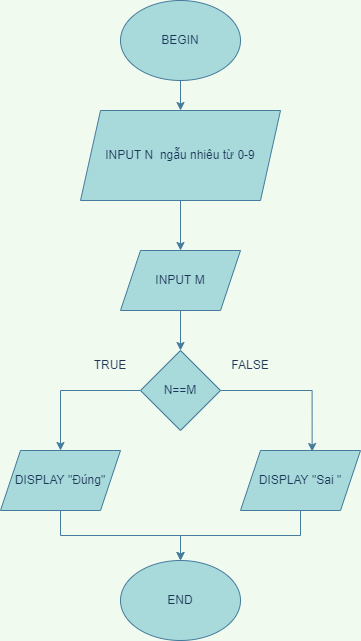 BEGIN
INPUT N ngẫu nhiêu từ 0-9
INPUT M
TRUE
FALSE
N==M
DISPLAY "Đúng"
DISPLAY "Sai "
END